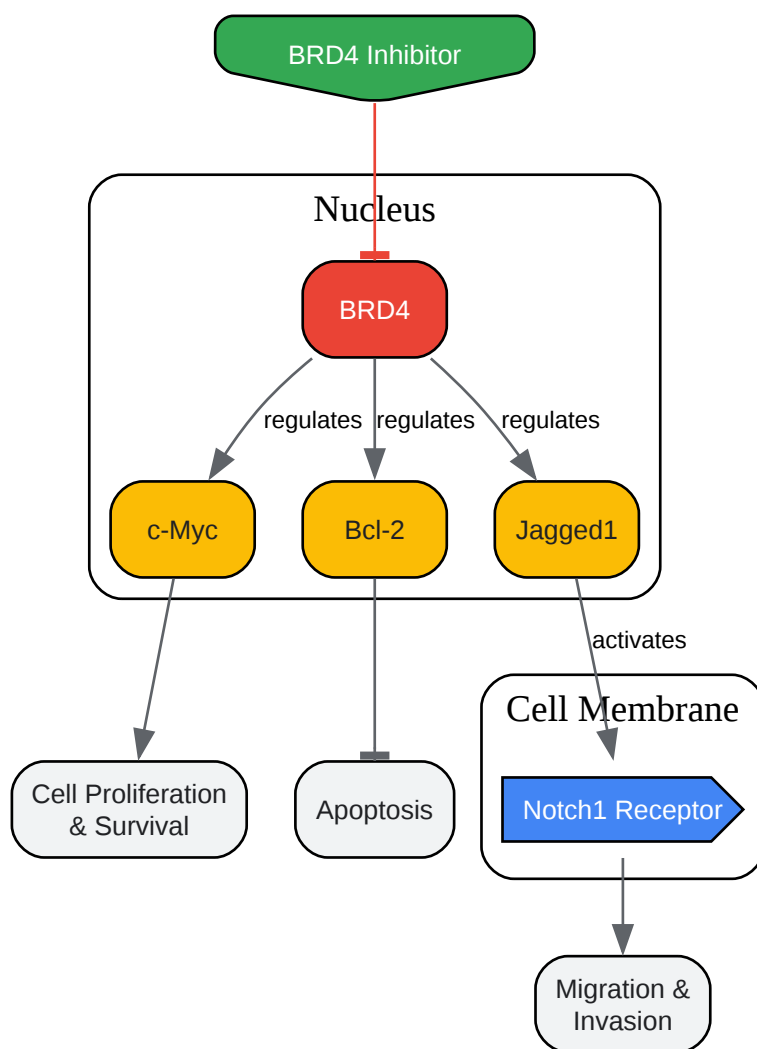 BRD4 Inhibitor
Nucleus
BRD4
regulates
regulates
regulates
c-Myc
Bcl-2
Jagged1
activates
Cell Membrane
Cell Proliferation
& Survival
Apoptosis
Notch1 Receptor
Migration &
Invasion